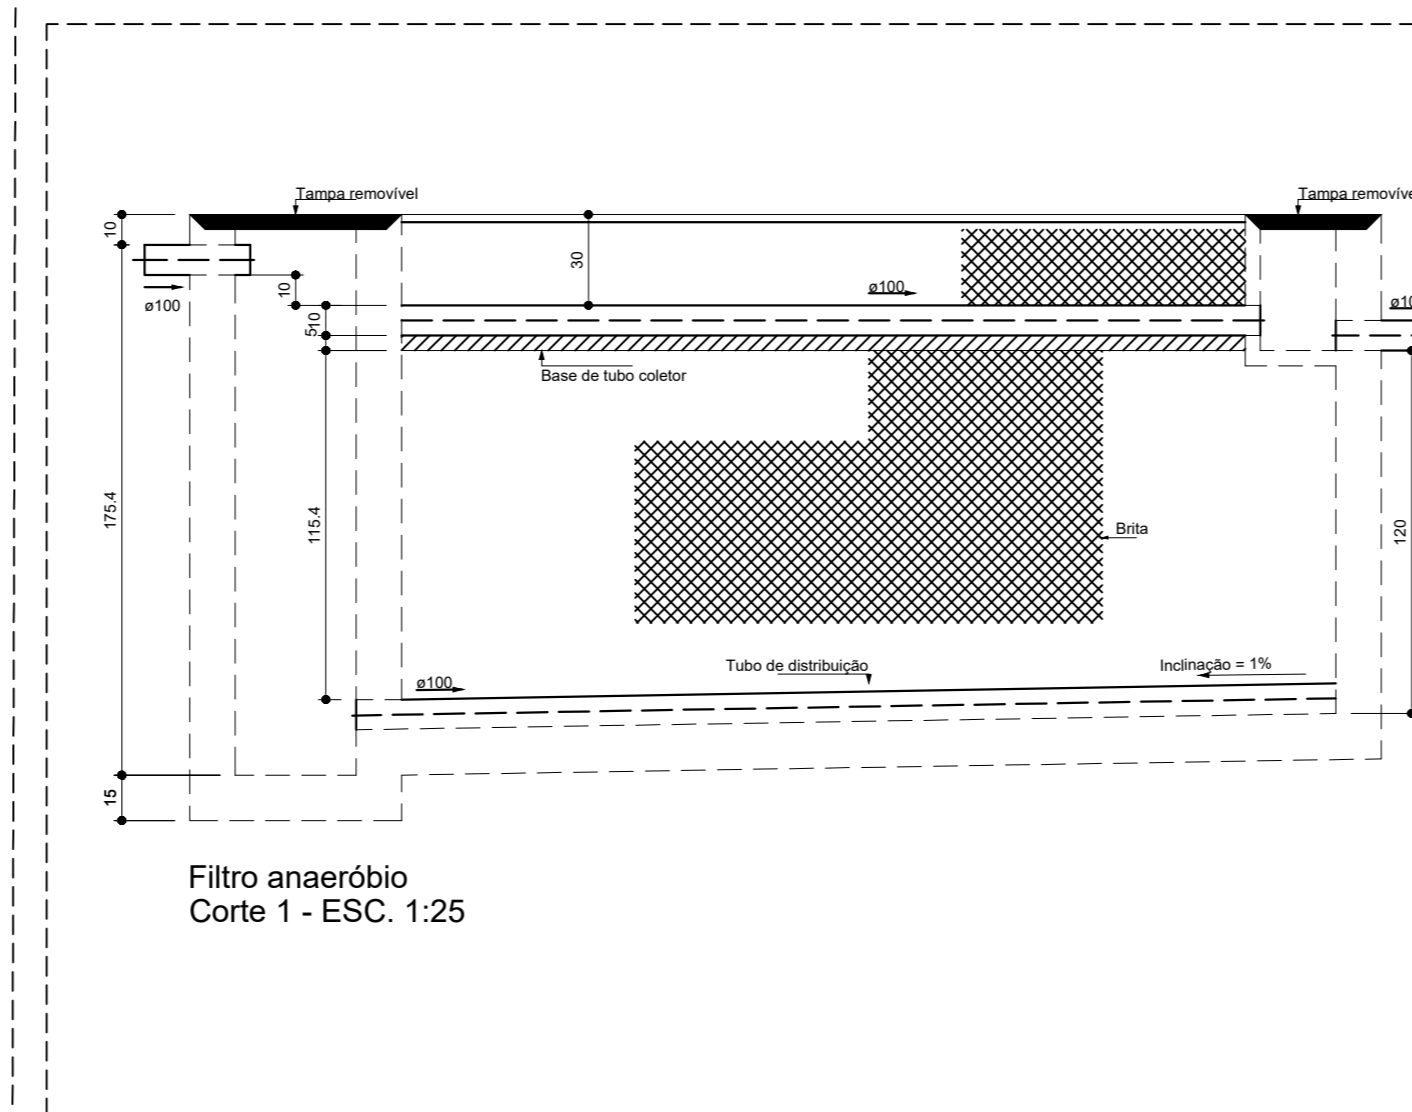 Tampa removível
Tampa removíve
10
30
10
ø100
ø100
ø10
10
5
Base de tubo coletor
175.4
115.4
Brita
120
Tubo de distribuição
Inclinação = 1%
ø100
15
Filtro anaeróbio
Corte 1 - ESC. 1:25